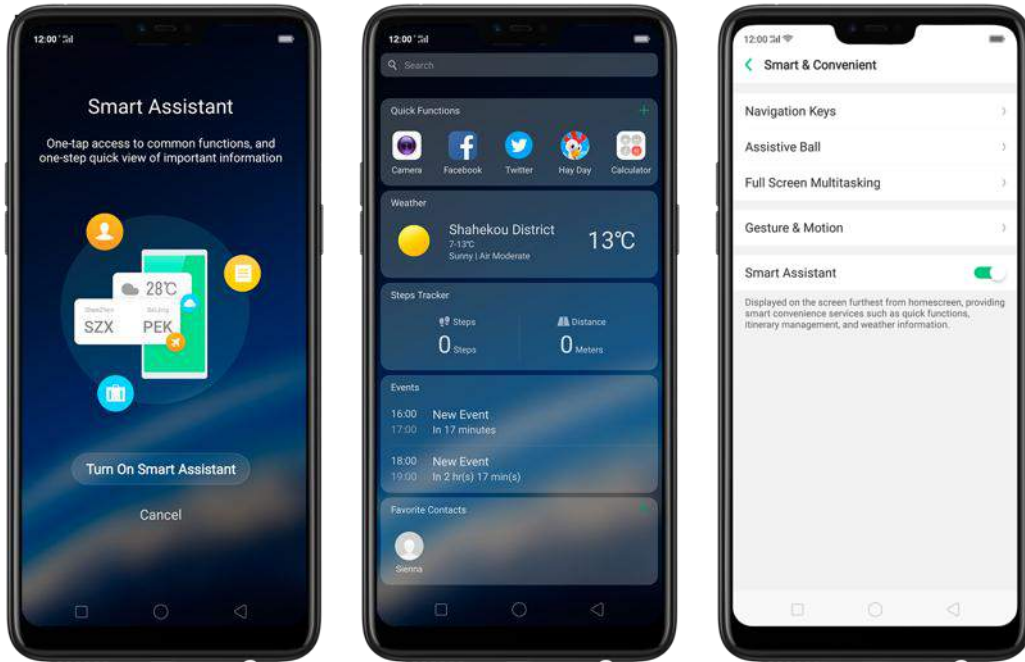 12:00
Smart Assistant
One-tap access to common functions, and
one-step quick view of important information
28℃
SZX PEK
Turn On Smart Assistant
Cancel
12:00
Search
Quick Functions
Camera Facebook Twitter Hay Day Calculator
Weather
Shahekou District
7-13℃
Sunny | Air Moderate
13℃
Steps Tracker
Steps Distance
0 Steps 0 Meters
Events
16:00 New Event
17:00 In 17 minutes
18:00 New Event
19:00 In 2 hr(s) 17 min(s)
Favorite Contacts
Sienna
12:00
Smart & Convenient
Navigation Keys
Assistive Ball
Full Screen Multitasking
Gesture & Motion
Smart Assistant
Displayed on the screen furthest from homescreen, providing
smart convenience services such as quick functions,
itinerary management, and weather information.